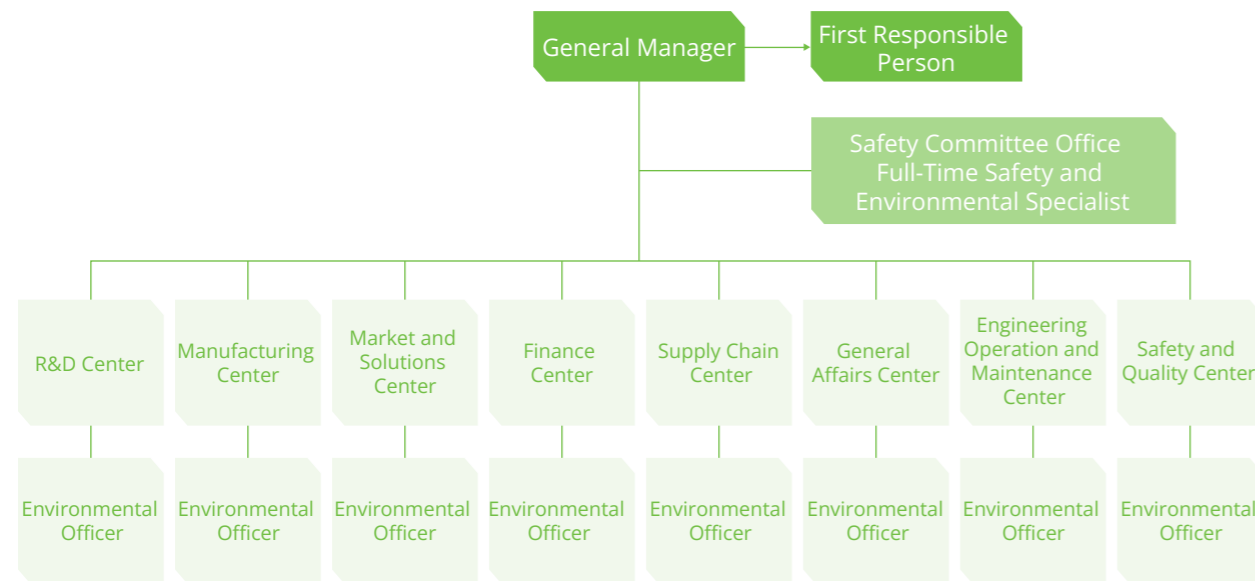 General Manager
First Responsible
Person
Safety Committee Office
Full-Time Safety and
Environmental Specialist
R&D Center
Manufacturing
Center
Market and
Solutions
Center
Finance
Center
Supply Chain
Center
General
Affairs Center
Engineering
Operation and
Maintenance
Center
Safety and
Quality Center
Environmental
Officer
Environmental
Officer
Environmental
Officer
Environmental
Officer
Environmental
Officer
Environmental
Officer
Environmental
Officer
Environmental
Officer